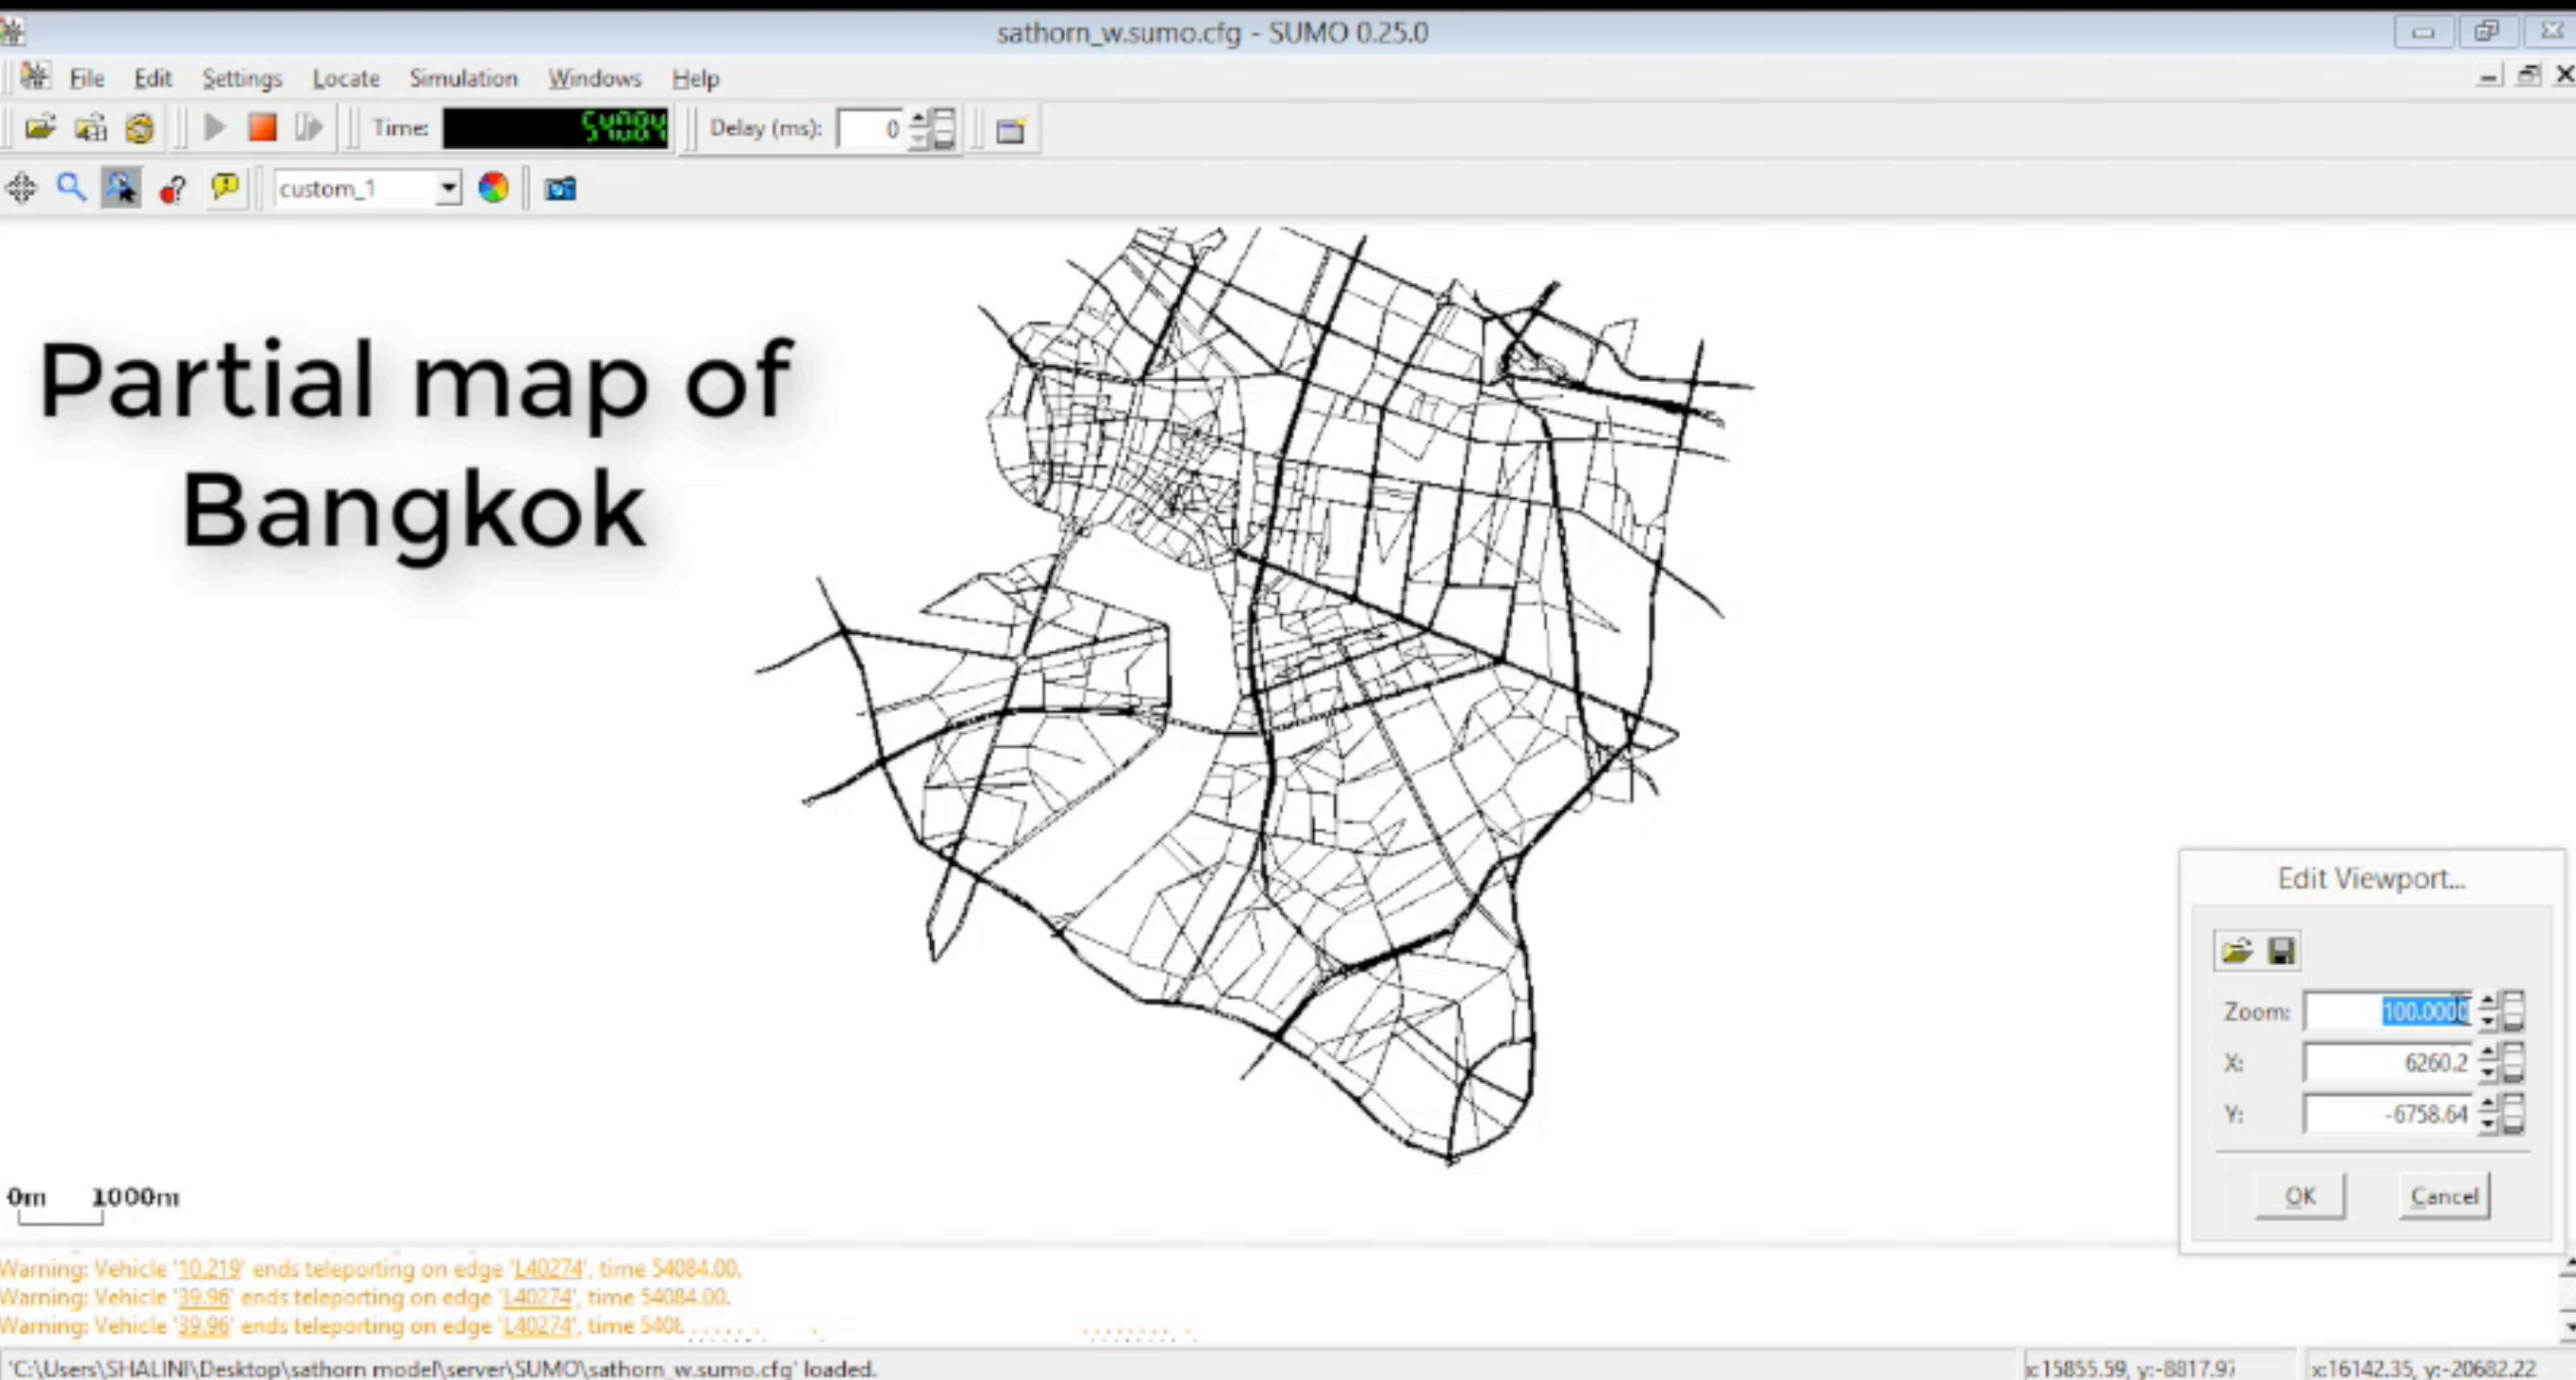 sathorn_w.sumo.cfg - SUMO 0.25.0
File Edit Settings Locate Simulation Windows Help
Time: 54084 Delay (ms): 0
custom_1
Partial map of
Bangkok
Edit Viewport...
Zoom: 100.0000
X: 6260.2
Y: -6758.64
OK Cancel
0m 1000m
Warning: Vehicle '10.219' ends teleporting on edge 'L40274', time 54084.00.
Warning: Vehicle '39.96' ends teleporting on edge 'L40274', time 54084.00.
Warning: Vehicle '39.96' ends teleporting on edge 'L40274', time
'C:\Users\SHALINI\Desktop\sathorn model\server\SUMO\sathorn_w.sumo.cfg' loaded.
x:15855.59, y:-8817.97 x:16142.35, y:-20682.22